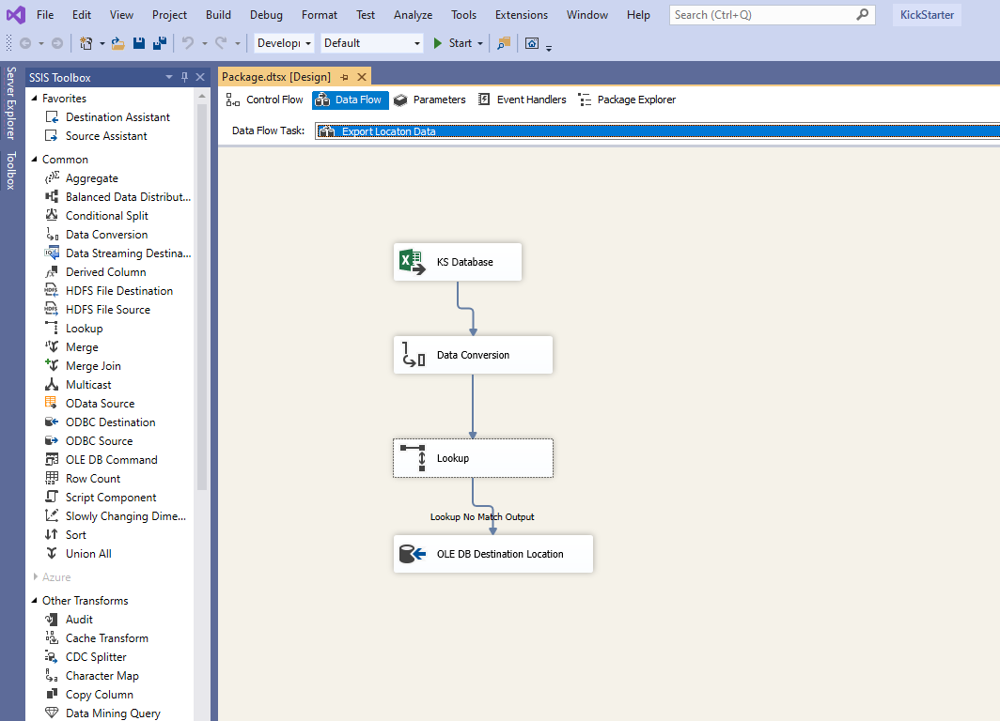 File Edit View Project Build Debug Format Test Analyze Tools Extensions Window Help Search (Ctrl+Q) KickStarter
Developı Default Start
Server Explorer
Toolbox
SSIS Toolbox
Favorites
Destination Assistant
Source Assistant
Common
Aggregate
Balanced Data Distribut...
Conditional Split
Data Conversion
Data Streaming Destina...
Derived Column
HDFS File Destination
HDFS File Source
Lookup
Merge
Merge Join
Multicast
OData Source
ODBC Destination
ODBC Source
OLE DB Command
Row Count
Script Component
Slowly Changing Dime...
Sort
Union All
Azure
Other Transforms
Audit
Cache Transform
CDC Splitter
Character Map
Copy Column
Data Mining Query
Package.dtsx [Design]
Control Flow Data Flow Parameters Event Handlers Package Explorer
Data Flow Task: Export Locaton Data
KS Database
Data Conversion
Lookup
Lookup No Match Output
OLE DB Destination Location